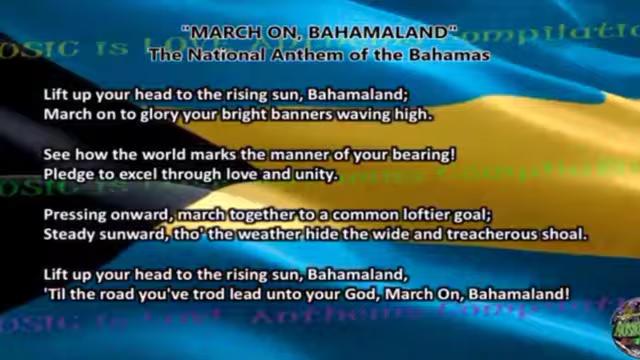 "MARCH ON, BAHAMALAND"
The National Anthem of the Bahamas
Lift up your head to the rising sun, Bahamaland;
March on to glory your bright banners waving high.
See how the world marks the manner of your bearing!
Pledge to excel through love and unity.
Pressing onward, march together to a common loftier goal;
Steady sunward, tho' the weather hide the wide and treacherous shoal.
Lift up your head to the rising sun, Bahamaland,
'Til the road you've trod lead unto your God, March On, Bahamaland!